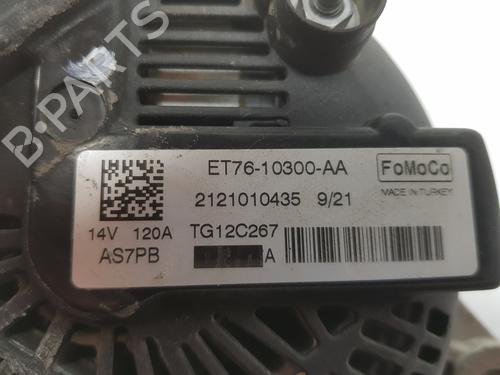 B-PARTS
ET76-10300-AA
FoMoCo
2121010435 9/21
MADE IN TURKEY
14V 120A
TG12C267
AS7PB
A